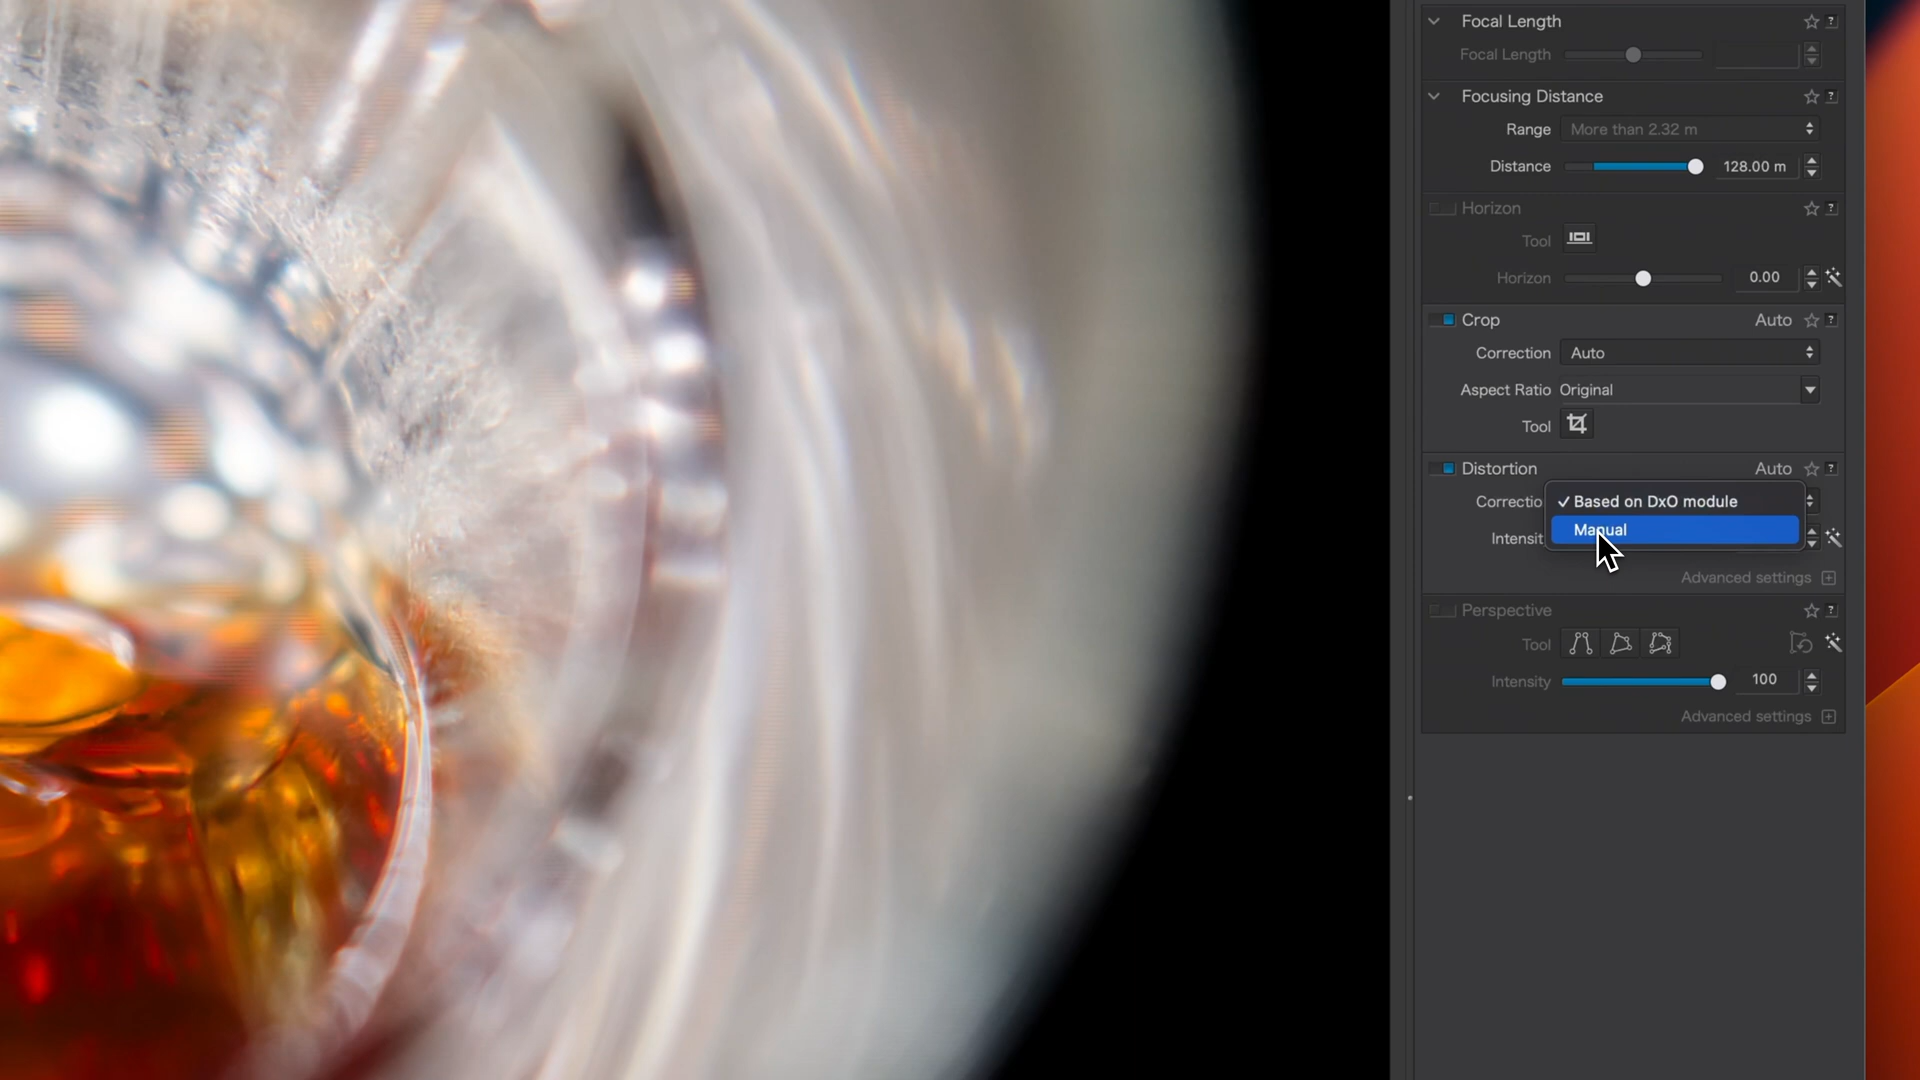 Focal Length ?
Focal Length
Focusing Distance ?
Range More than 2.32 m
Distance 128.00 m
Horizon ?
Tool
Horizon 0.00
Crop Auto ?
Correction Auto
Aspect Ratio Original
Tool
Distortion Auto ?
Correctio ✓ Based on DxO module
Manual
Intensit
Advanced settings +
Perspective ?
Tool
Intensity 100
Advanced settings +